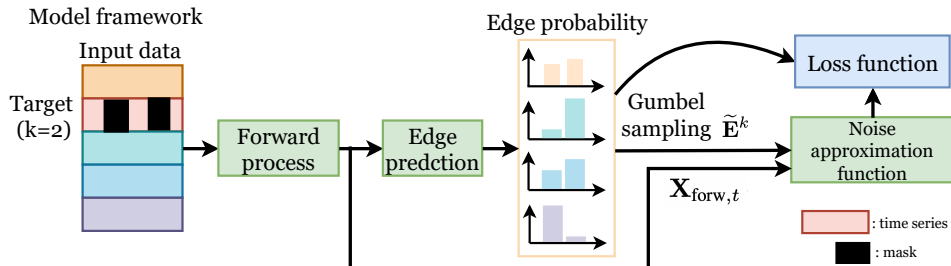 Model framework
Input data
Target
(k=2)
Forward
process
Edge
predction
Edge probability
Gumbel
sampling Ẽᵏ
X_forw,t
Loss function
Noise
approximation
function
: time series
: mask